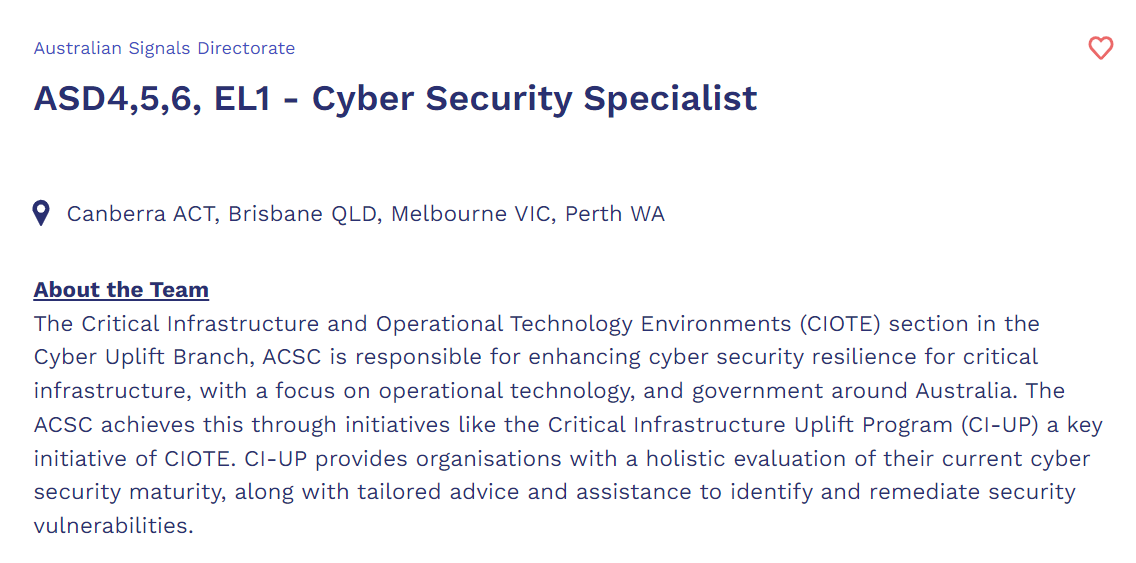 Australian Signals Directorate
ASD4,5,6, EL1 - Cyber Security Specialist
Canberra ACT, Brisbane QLD, Melbourne VIC, Perth WA
About the Team
The Critical Infrastructure and Operational Technology Environments (CIOTE) section in the
Cyber Uplift Branch, ACSC is responsible for enhancing cyber security resilience for critical
infrastructure, with a focus on operational technology, and government around Australia. The
ACSC achieves this through initiatives like the Critical Infrastructure Uplift Program (CI-UP) a key
initiative of CIOTE. CI-UP provides organisations with a holistic evaluation of their current cyber
security maturity, along with tailored advice and assistance to identify and remediate security
vulnerabilities.